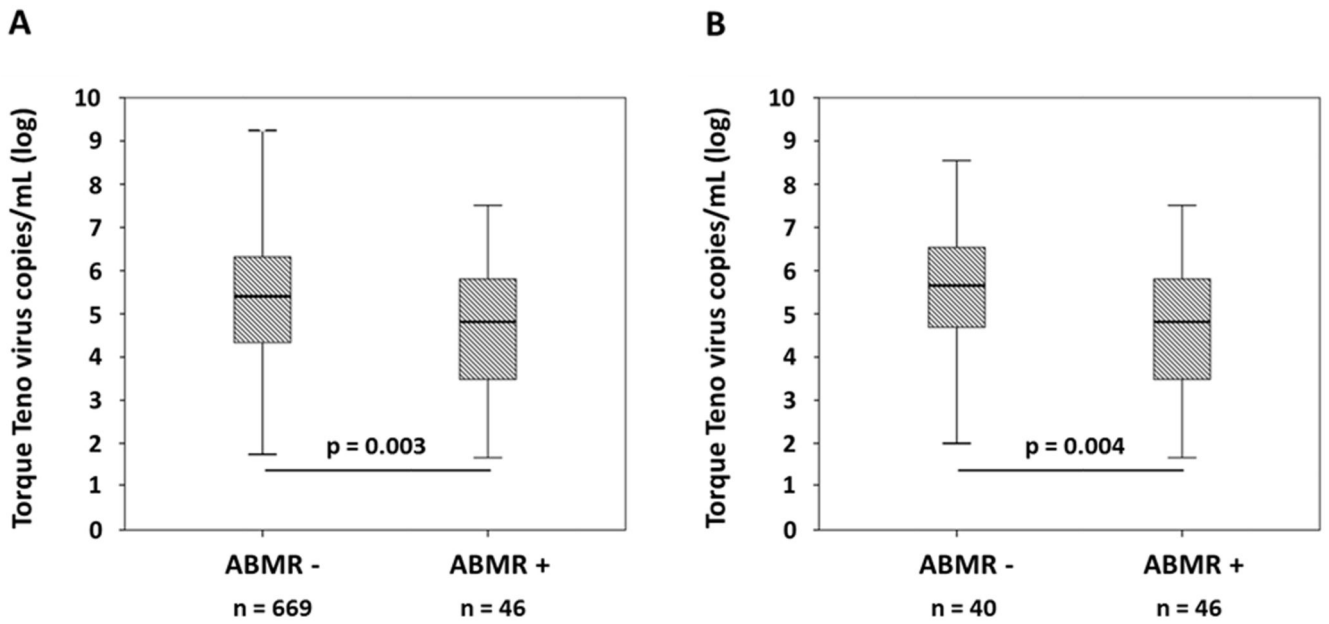 A
Torque Teno virus copies/mL (log)
10
9
8
7
6
5
4
3
2
1
0
p = 0.003
ABMR -
ABMR +
n = 669
n = 46
B
Torque Teno virus copies/mL (log)
10
9
8
7
6
5
4
3
2
1
0
p = 0.004
ABMR -
ABMR +
n = 40
n = 46